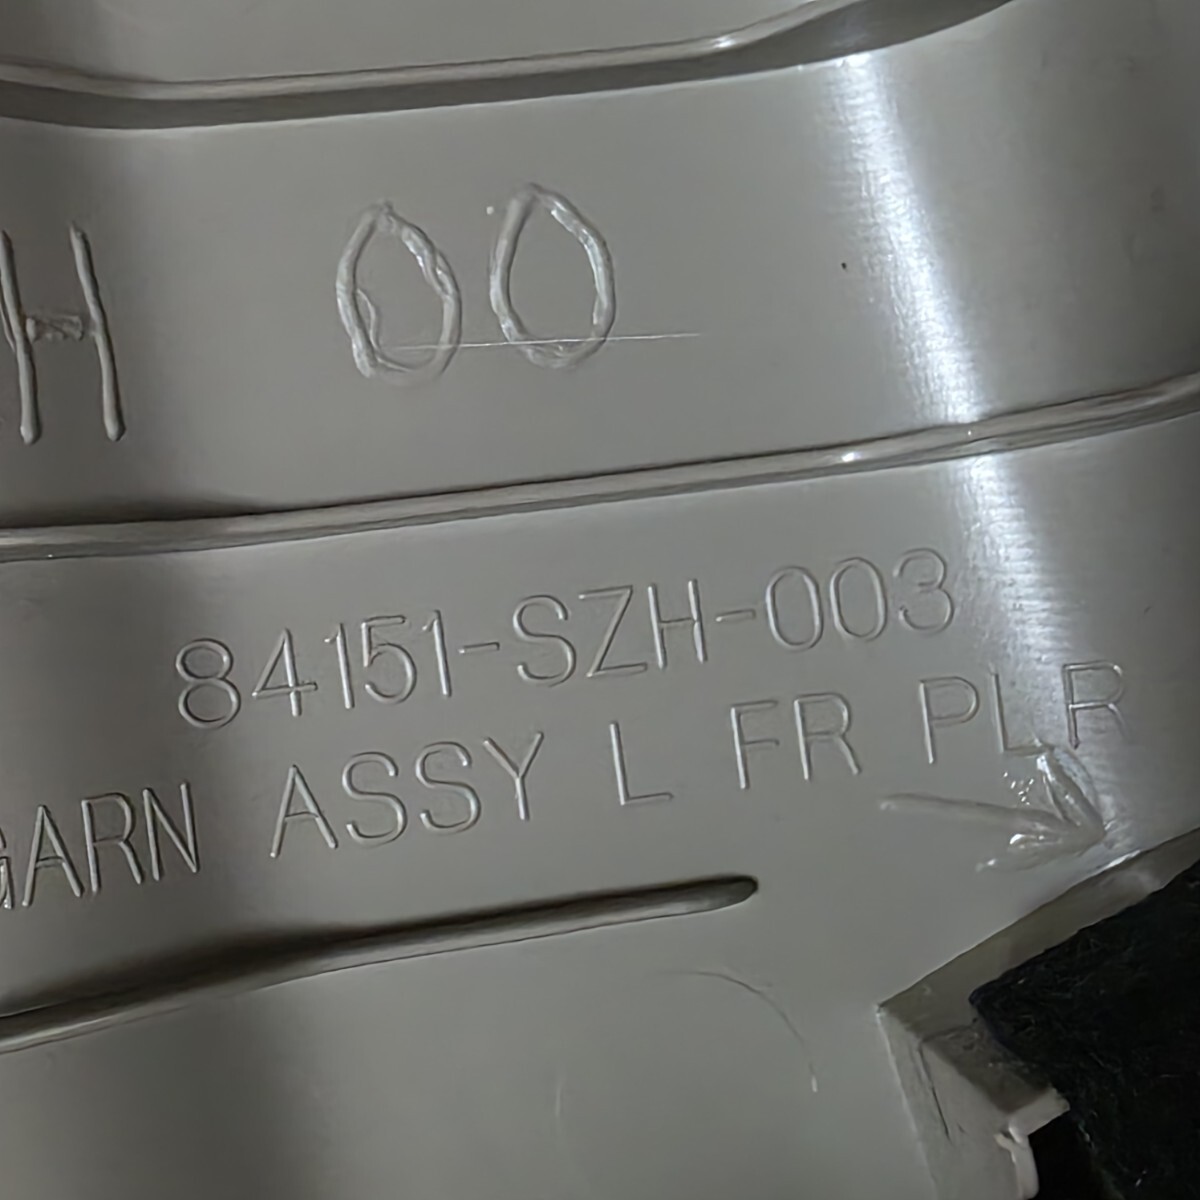 H 00
84151-SZH-003
GARN ASSY L FR PLR